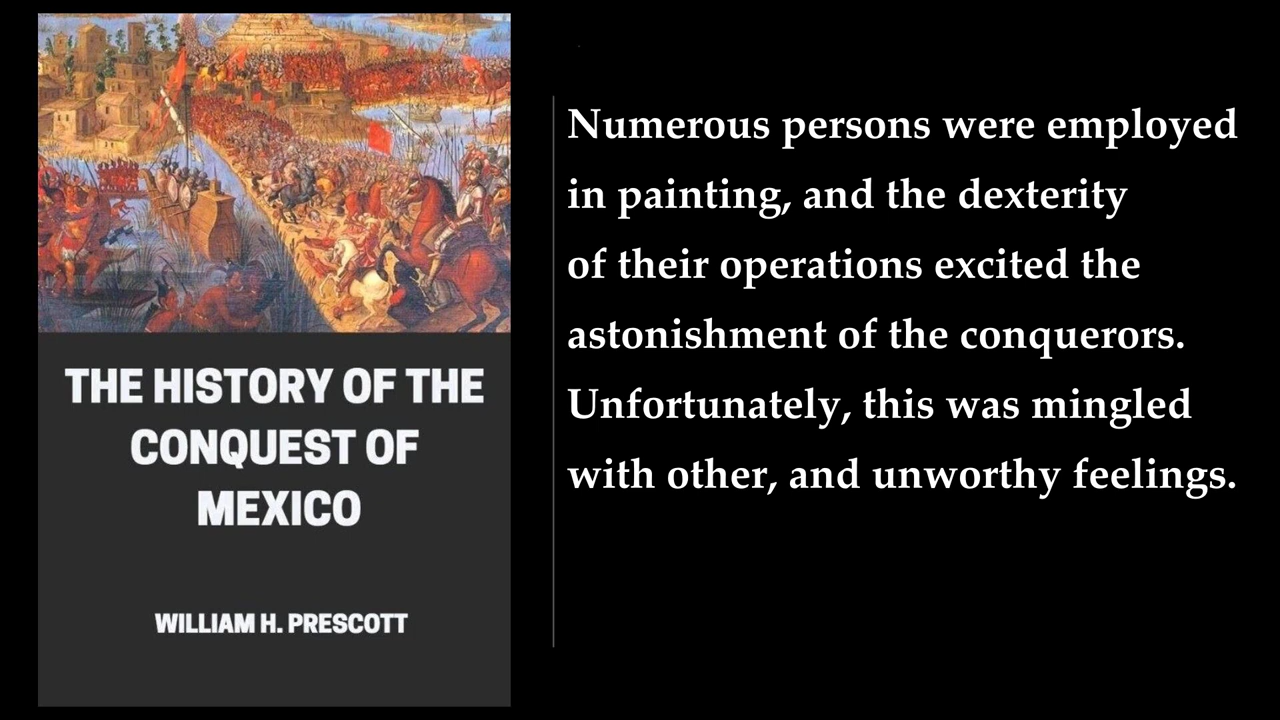 THE HISTORY OF THE
CONQUEST OF
MEXICO
WILLIAM H. PRESCOTT
Numerous persons were employed
in painting, and the dexterity
of their operations excited the
astonishment of the conquerors.
Unfortunately, this was mingled
with other, and unworthy feelings.